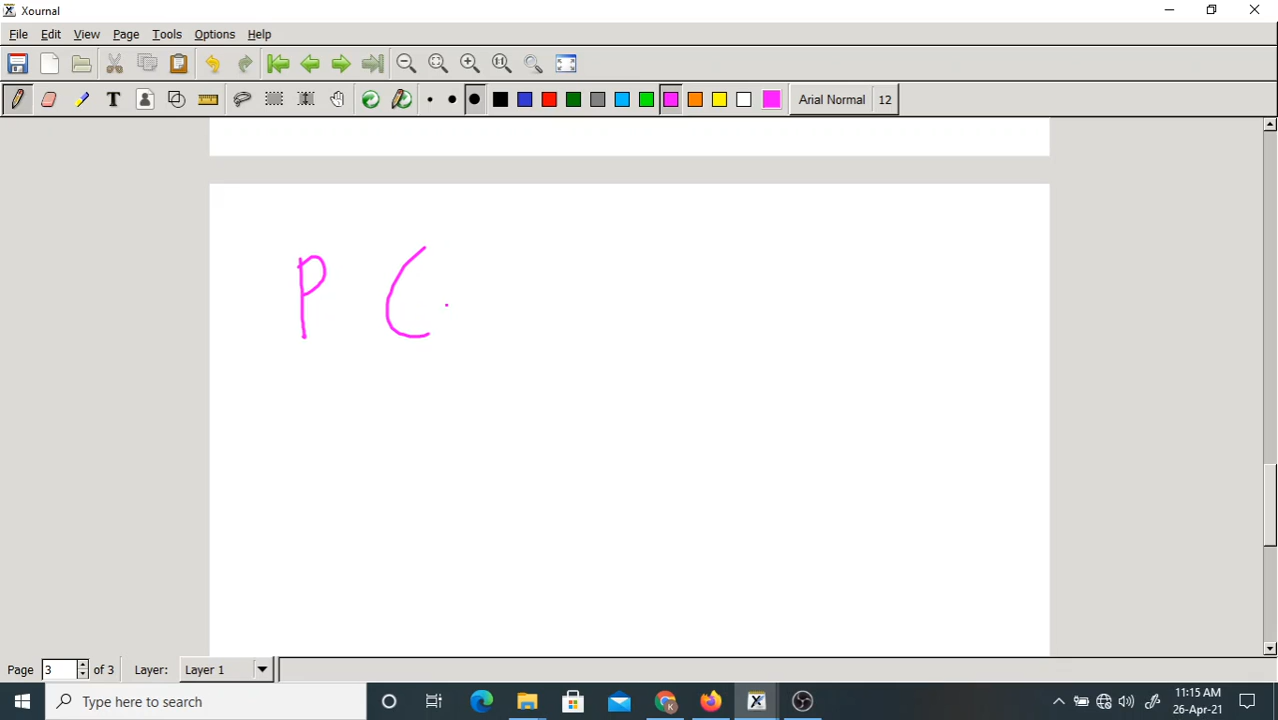 Xournal
File Edit View Page Tools Options Help
T Arial Normal 12
P (
Page 3 of 3 Layer: Layer 1
Type here to search
11:15 AM
26-Apr-21